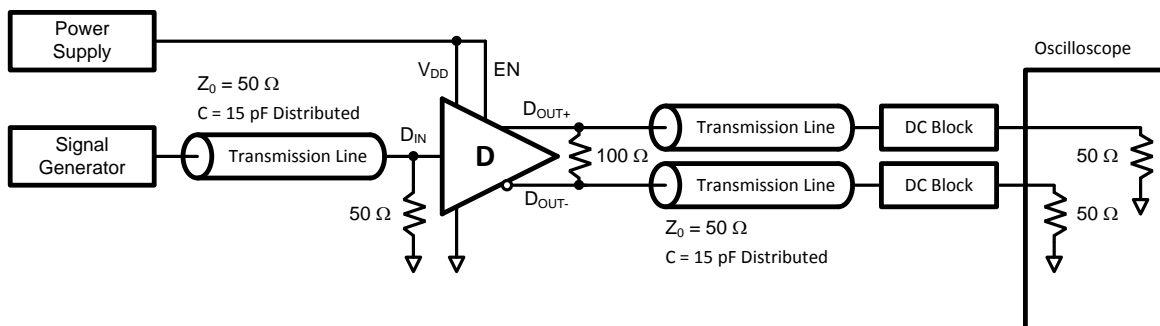 Power
Supply
Oscilloscope
V_DD
EN
Z_0 = 50 Ω
C = 15 pF Distributed
D_OUT+
Signal
Generator
Transmission Line
D_IN
D
100 Ω
Transmission Line
DC Block
50 Ω
Transmission Line
DC Block
50 Ω
50 Ω
D_OUT-
Z_0 = 50 Ω
C = 15 pF Distributed